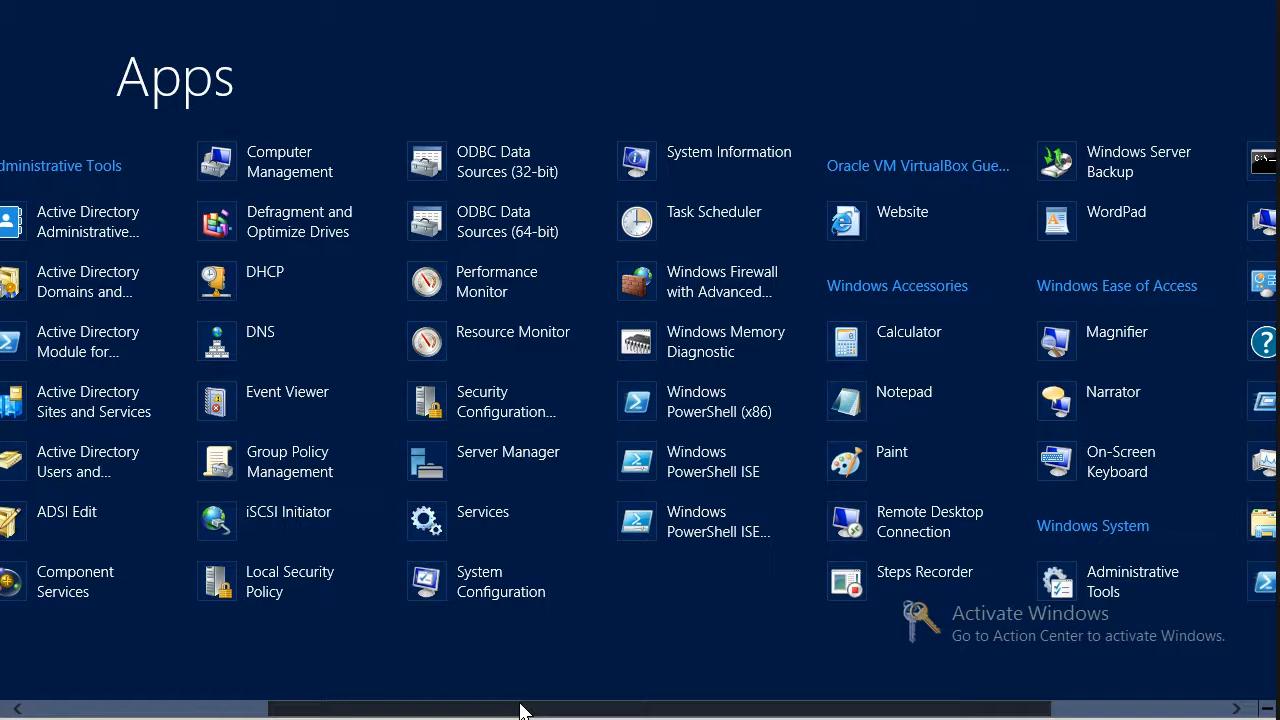 Apps
dministrative Tools
Active Directory
Administrative...
Active Directory
Domains and...
Active Directory
Module for...
Active Directory
Sites and Services
Active Directory
Users and...
ADSI Edit
Component
Services
Computer
Management
Defragment and
Optimize Drives
DHCP
DNS
Event Viewer
Group Policy
Management
iSCSI Initiator
Local Security
Policy
ODBC Data
Sources (32-bit)
ODBC Data
Sources (64-bit)
Performance
Monitor
Resource Monitor
Security
Configuration...
Server Manager
Services
System
Configuration
System Information
Task Scheduler
Windows Firewall
with Advanced...
Windows Memory
Diagnostic
Windows
PowerShell (x86)
Windows
PowerShell ISE
Windows
PowerShell ISE...
Oracle VM VirtualBox Gue...
Website
Windows Accessories
Calculator
Notepad
Paint
Remote Desktop
Connection
Steps Recorder
Windows Server
Backup
WordPad
Windows Ease of Access
Magnifier
Narrator
On-Screen
Keyboard
Windows System
Administrative
Tools
Activate Windows
Go to Action Center to activate Windows.